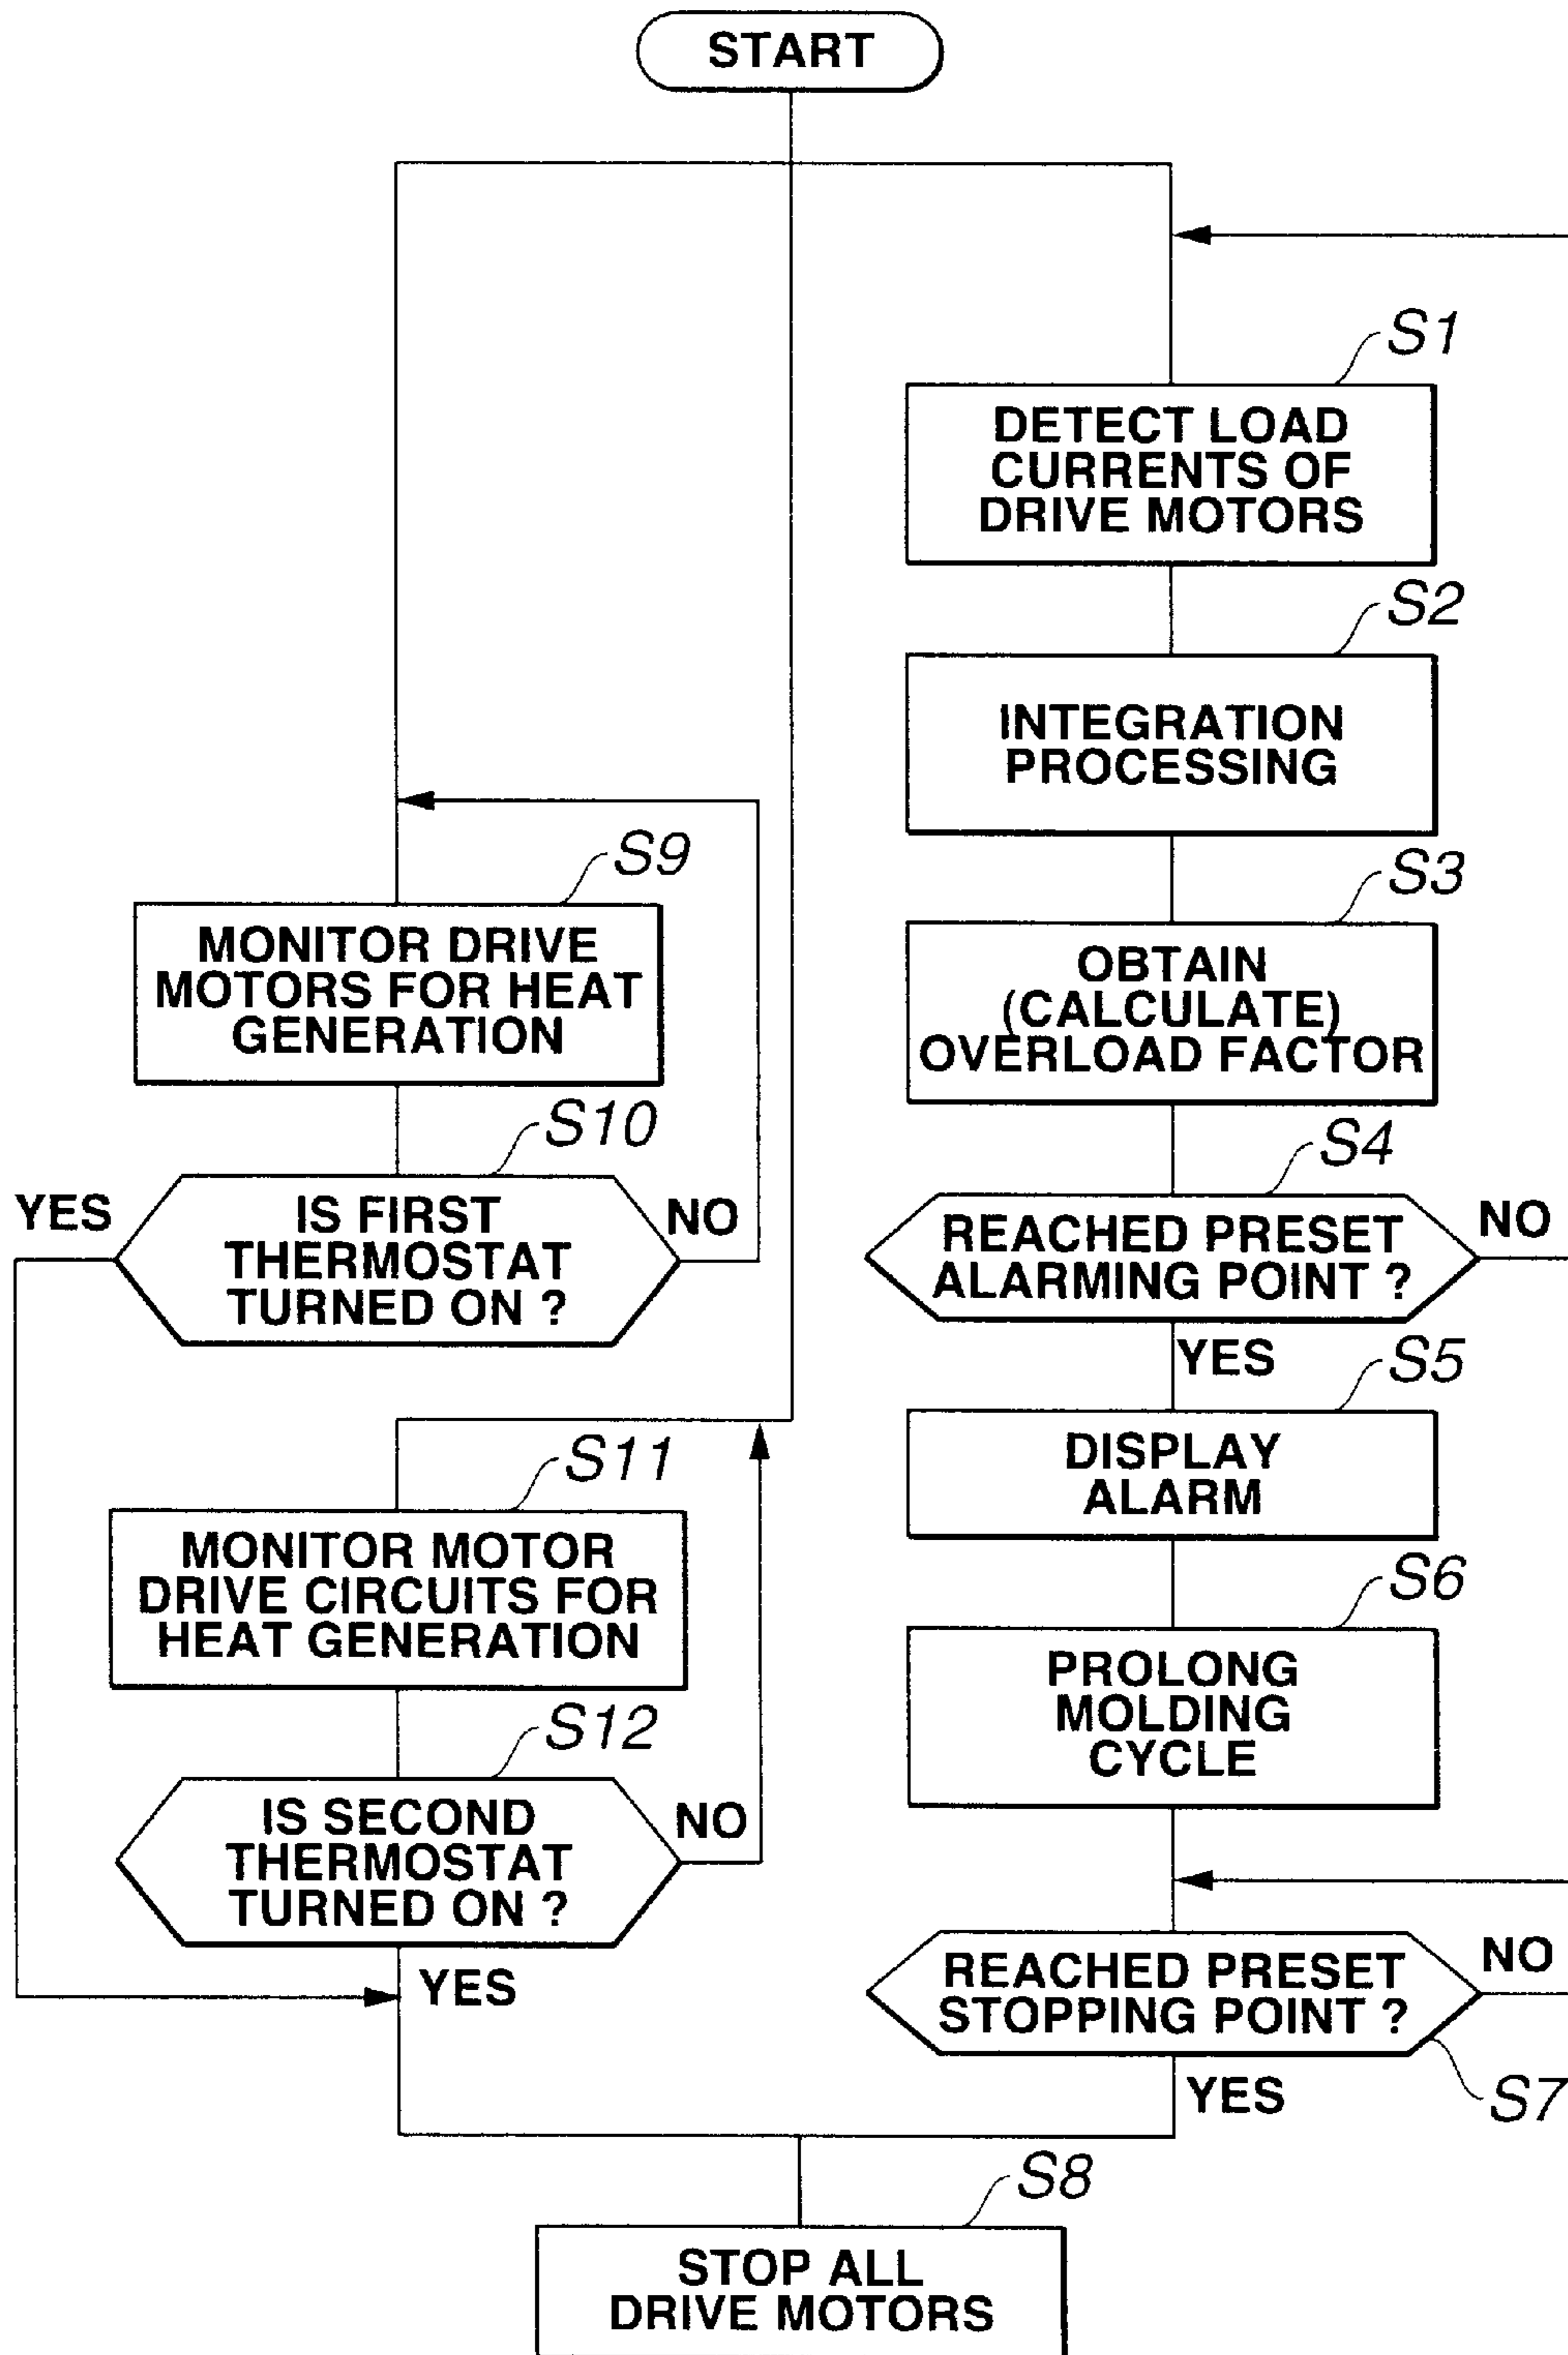 START
S1
DETECT LOAD
CURRENTS OF
DRIVE MOTORS
S2
INTEGRATION
PROCESSING
S9
MONITOR DRIVE
MOTORS FOR HEAT
GENERATION
S3
OBTAIN
(CALCULATE)
OVERLOAD FACTOR
S10
YES
IS FIRST
THERMOSTAT
TURNED ON ?
NO
S4
REACHED PRESET
ALARMING POINT ?
NO
YES
S5
DISPLAY
ALARM
S11
MONITOR MOTOR
DRIVE CIRCUITS FOR
HEAT GENERATION
S6
PROLONG
MOLDING
CYCLE
S12
IS SECOND
THERMOSTAT
TURNED ON ?
NO
YES
REACHED PRESET
STOPPING POINT ?
NO
S7
YES
S8
STOP ALL
DRIVE MOTORS